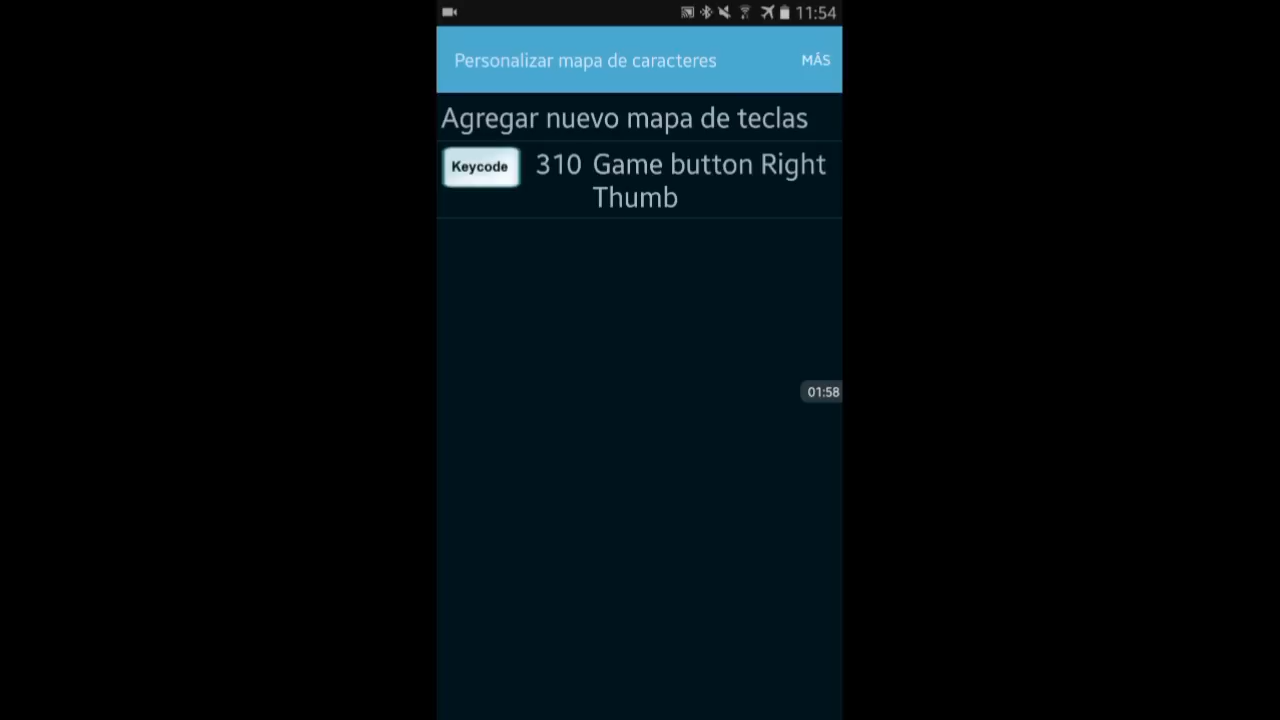 11:54
Personalizar mapa de caracteres MÁS
Agregar nuevo mapa de teclas
Keycode 310 Game button Right
Thumb
01:58